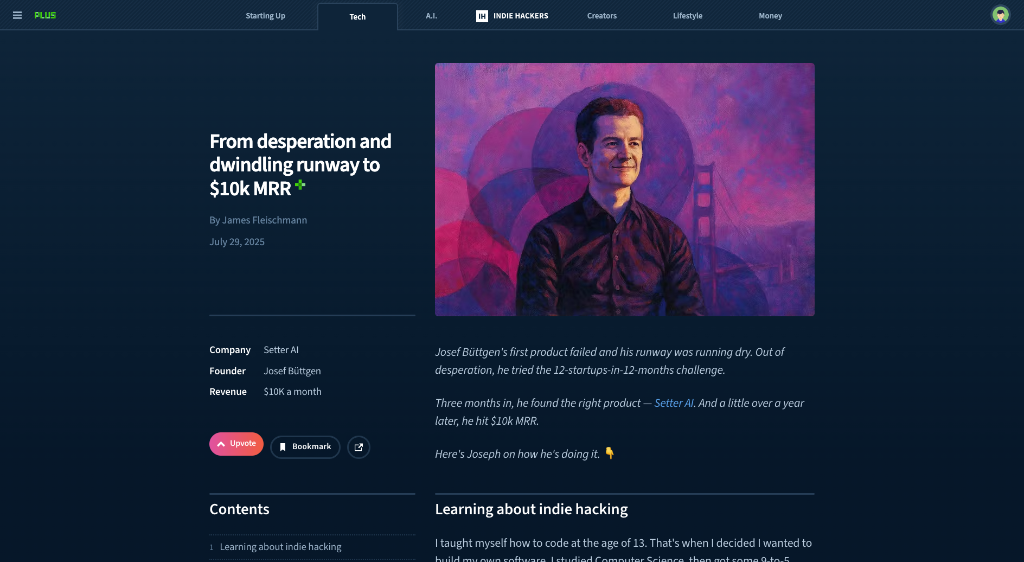 PLUS
Starting Up
Tech
A.I.
IH INDIE HACKERS
Creators
Lifestyle
Money
From desperation and
dwindling runway to
$10k MRR
By James Fleischmann
July 29, 2025
Company Setter AI
Founder Josef Büttgen
Revenue $10K a month
Upvote
Bookmark
Contents
1 Learning about indie hacking
Josef Büttgen's first product failed and his runway was running dry. Out of
desperation, he tried the 12-startups-in-12-months challenge.
Three months in, he found the right product — Setter AI. And a little over a year
later, he hit $10k MRR.
Here's Joseph on how he's doing it. 👇
Learning about indie hacking
I taught myself how to code at the age of 13. That's when I decided I wanted to
build my own software. I studied Computer Science, then got some 9-to-5